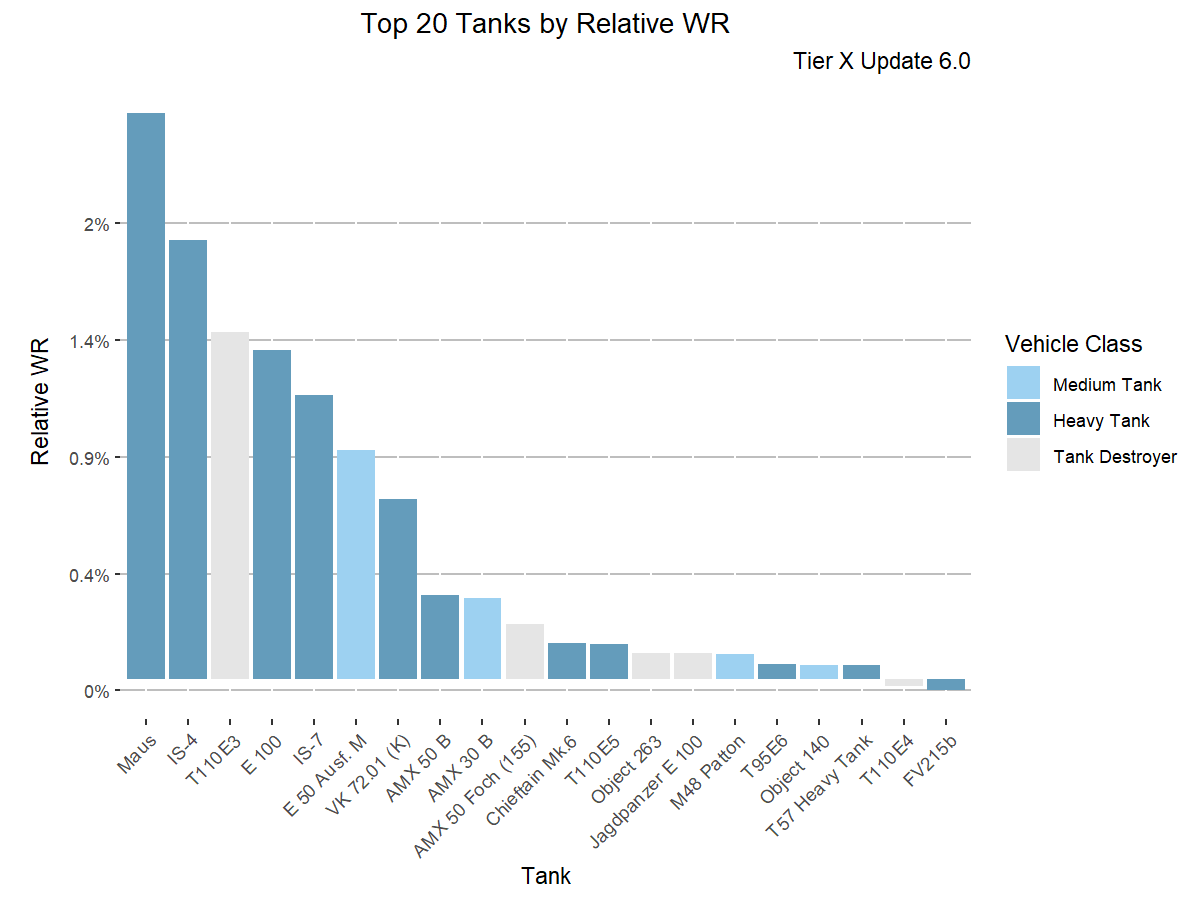 Top 20 Tanks by Relative WR
Tier X Update 6.0
2%
1.4%
0.9%
0.4%
0%
Relative WR
Maus
IS-4
T110E3
E 100
IS-7
E 50 Ausf. M
VK 72.01 (K)
AMX 50 B
AMX 30 B
AMX 50 Foch (155)
Chieftain Mk.6
T110E5
Object 263
Jagdpanzer E 100
M48 Patton
T95E6
Object 140
T57 Heavy Tank
T110E4
FV215b
Tank
Vehicle Class
Medium Tank
Heavy Tank
Tank Destroyer